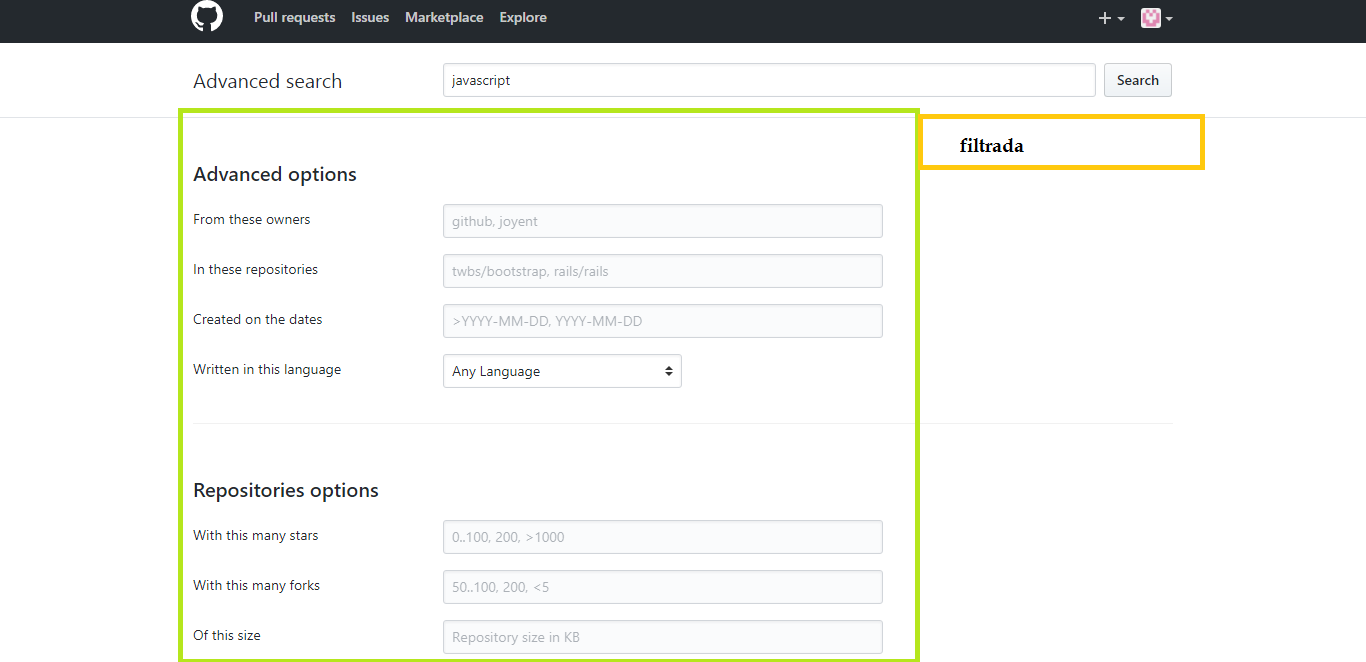 Pull requests Issues Marketplace Explore
Advanced search javascript Search
filtrada
Advanced options
From these owners github, joyent
In these repositories twbs/bootstrap, rails/rails
Created on the dates >YYYY-MM-DD, YYYY-MM-DD
Written in this language Any Language
Repositories options
With this many stars 0..100, 200, >1000
With this many forks 50..100, 200, <5
Of this size Repository size in KB